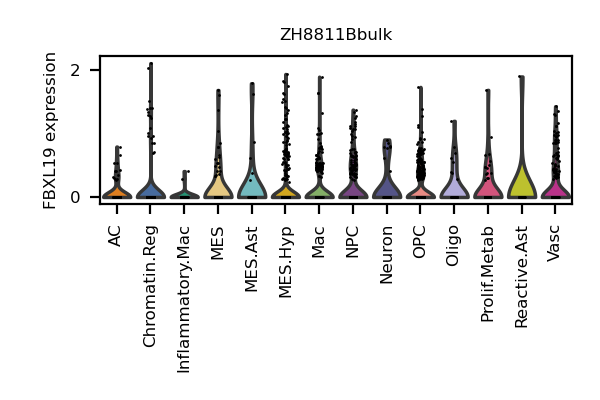 ZH8811Bbulk
FBXL19 expression
2
0
AC
Chromatin.Reg
Inflammatory.Mac
MES
MES.Ast
MES.Hyp
Mac
NPC
Neuron
OPC
Oligo
Prolif.Metab
Reactive.Ast
Vasc